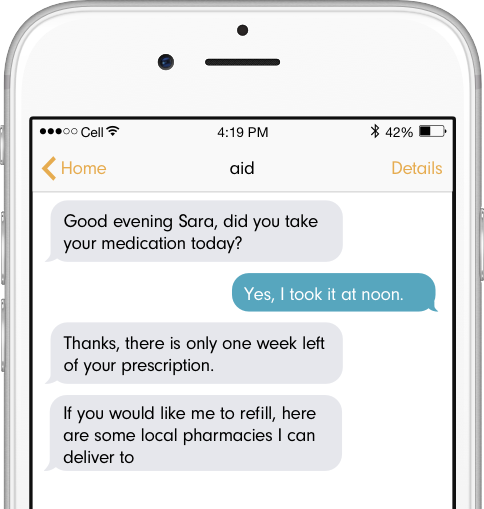 Cell 4:19 PM 42%
Home aid Details
Good evening Sara, did you take
your medication today?
Yes, I took it at noon.
Thanks, there is only one week left
of your prescription.
If you would like me to refill, here
are some local pharmacies I can
deliver to